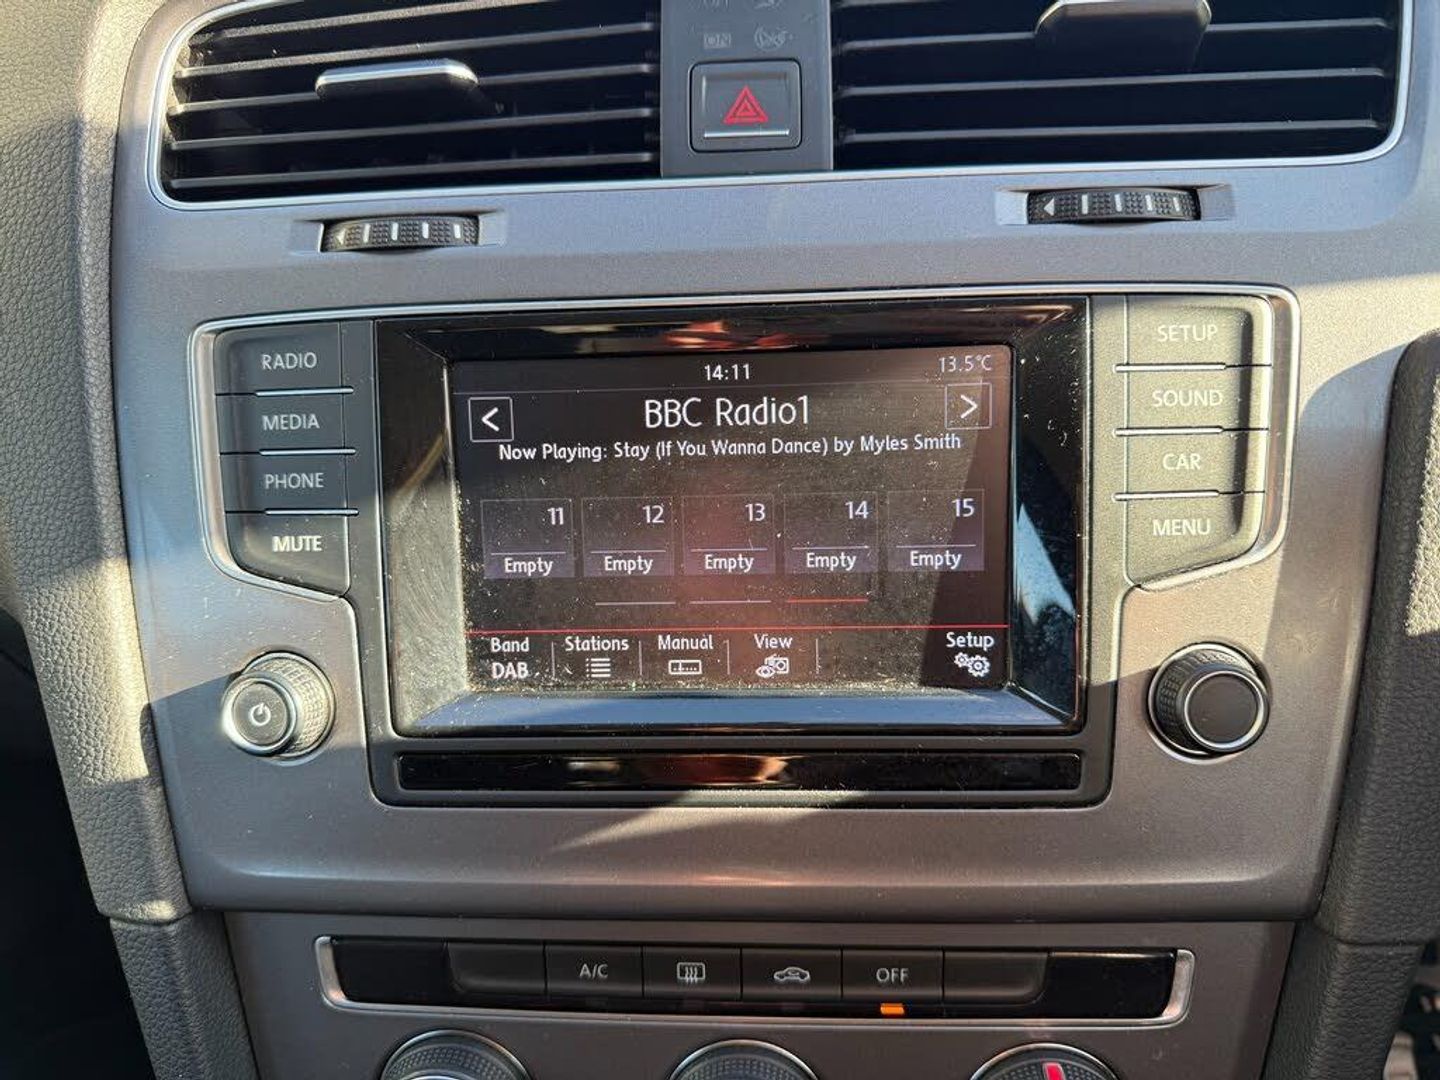 ON
RADIO
MEDIA
PHONE
MUTE
14:11
13.5°C
<
BBC Radio1
>
Now Playing: Stay (If You Wanna Dance) by Myles Smith
11
12
13
14
15
Empty
Empty
Empty
Empty
Empty
Band
Stations
Manual
View
Setup
DAB
SETUP
SOUND
CAR
MENU
A/C
OFF